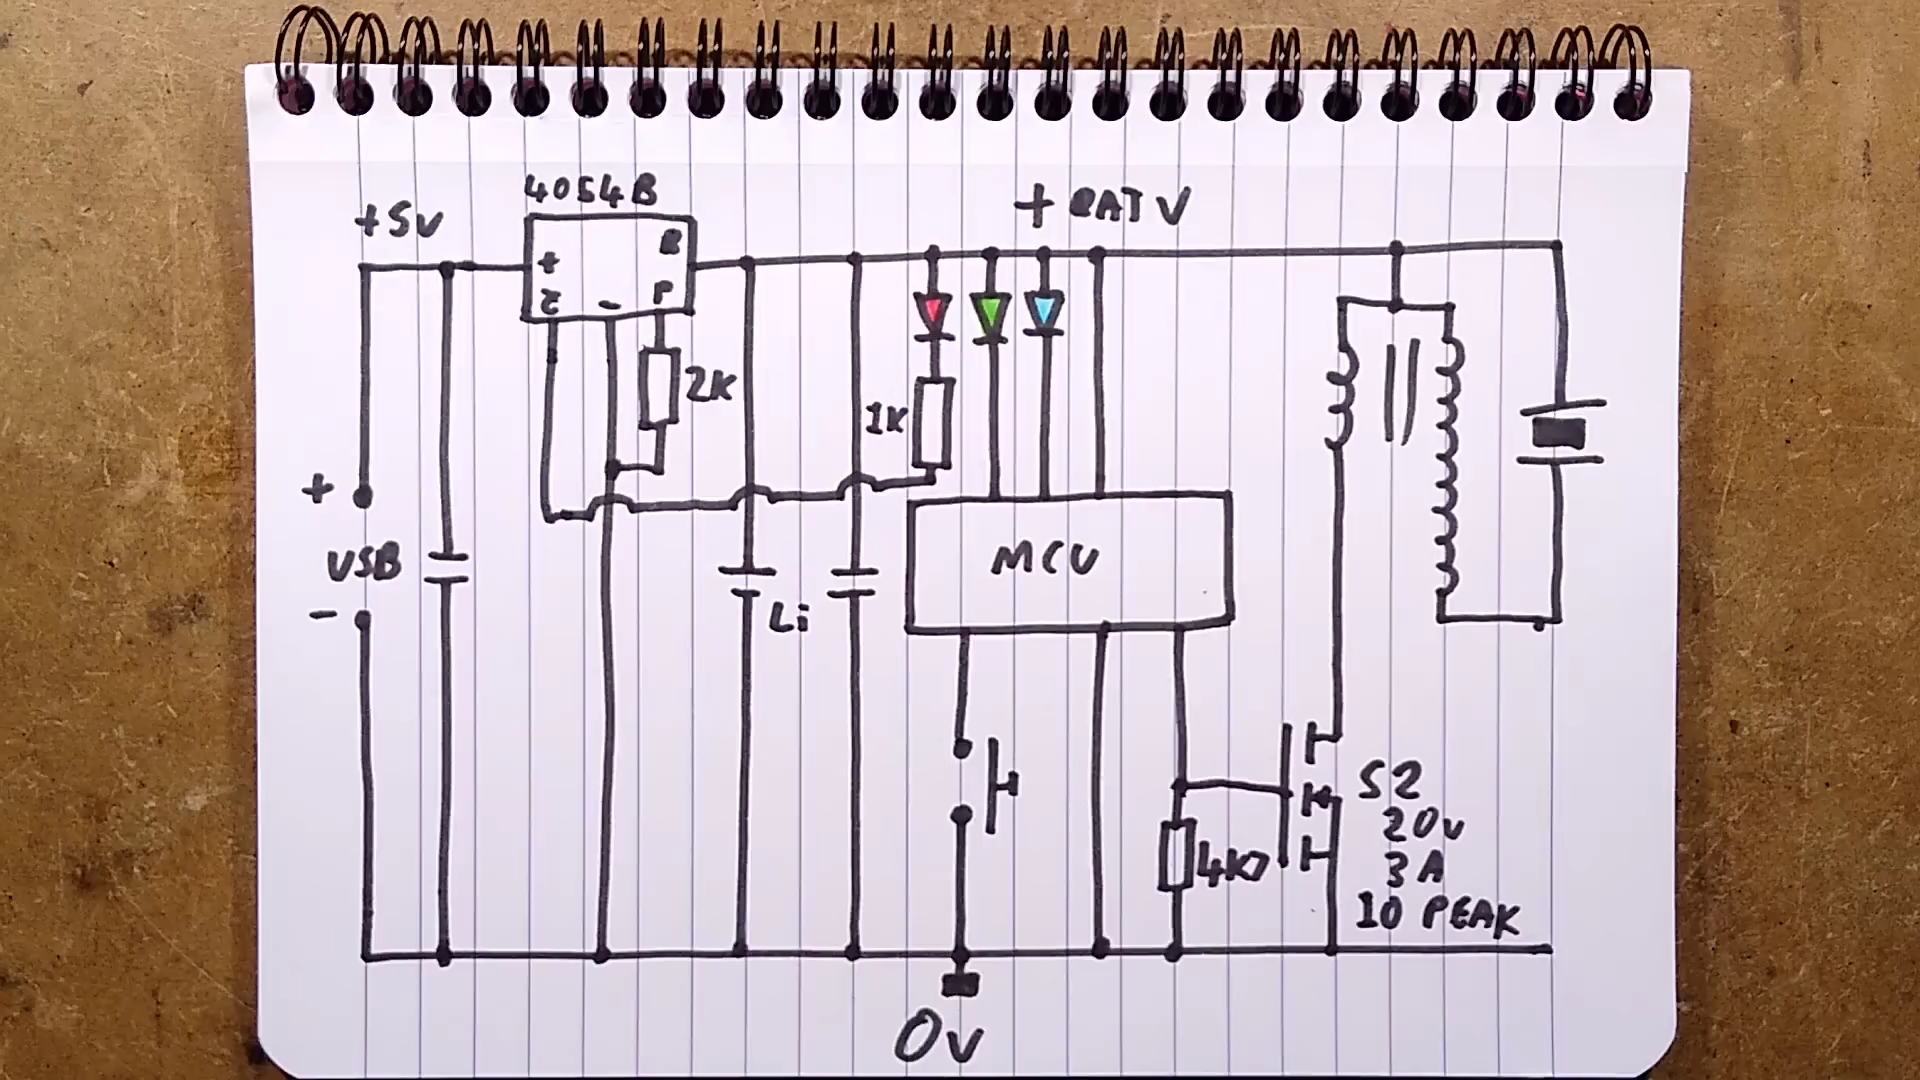 4054B
+5V
+ BATV
+
B
C
-
P
2K
1K
+
USB
-
Li
MCU
4K7
S2
20V
3A
10 PEAK
0V